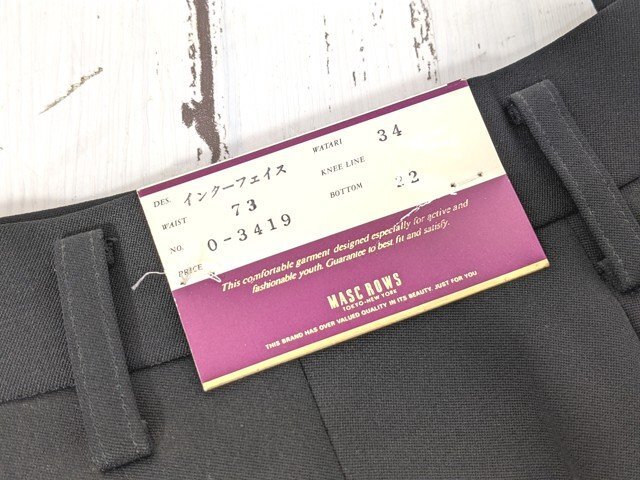 DES. インターフェイス
WAIST 73
NO. 0-3419
PRICE
WATARI 34
KNEE LINE
BOTTOM 22
This comfortable garment designed especially for active and
fashionable youth. Guarantee to best fit and satisfy.
MASC ROWS
TOKYO-NEW YORK
THIS BRAND HAS OVER VALUED QUALITY IN ITS BEAUTY. JUST FOR YOU